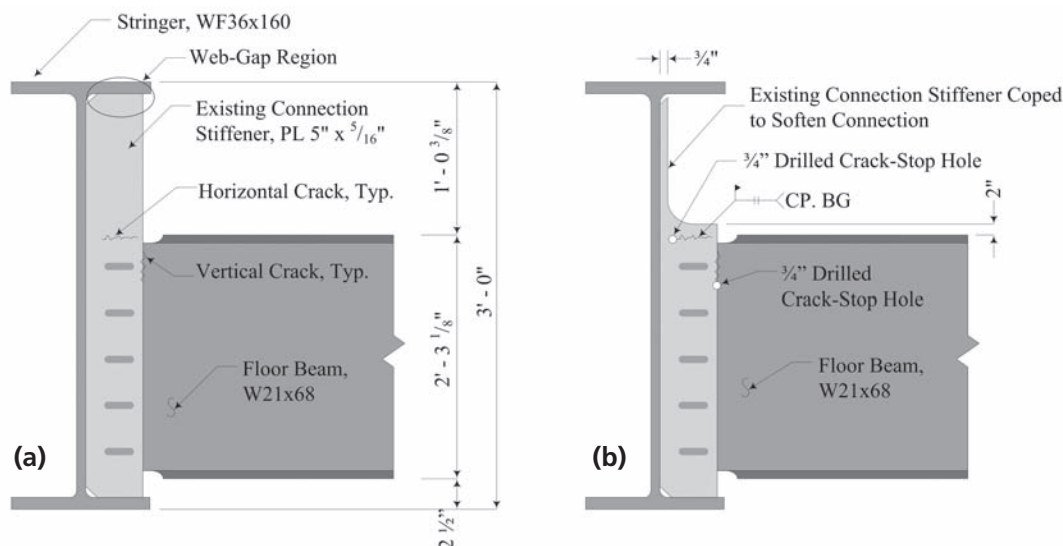 Stringer, WF36x160
Web-Gap Region
Existing Connection
Stiffener, PL 5" x 5/16"
Horizontal Crack, Typ.
Vertical Crack, Typ.
Floor Beam,
W21x68
1' - 0 3/8"
2' - 3 1/8"
3' - 0"
2 ½"
(a)
¾"
Existing Connection Stiffener Coped
to Soften Connection
¾” Drilled Crack-Stop Hole
CP. BG
2"
¾” Drilled
Crack-Stop Hole
Floor Beam,
W21x68
(b)